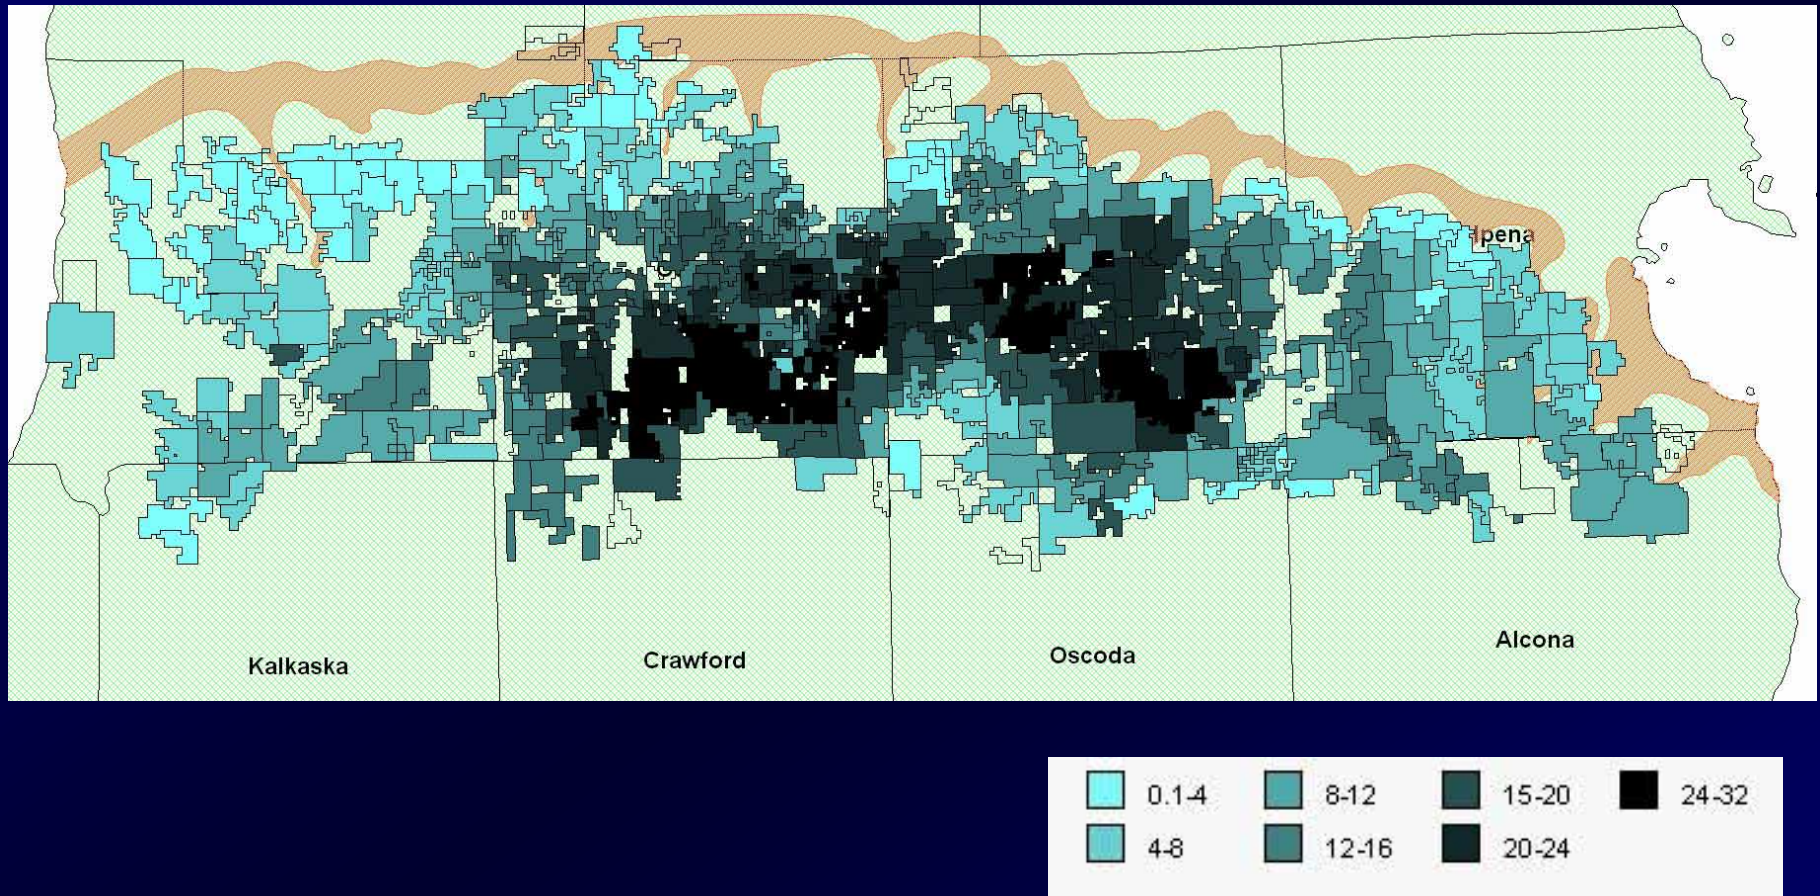 lpena
Kalkaska
Crawford
Oscoda
Alcona
0.1-4
8-12
15-20
24-32
4-8
12-16
20-24